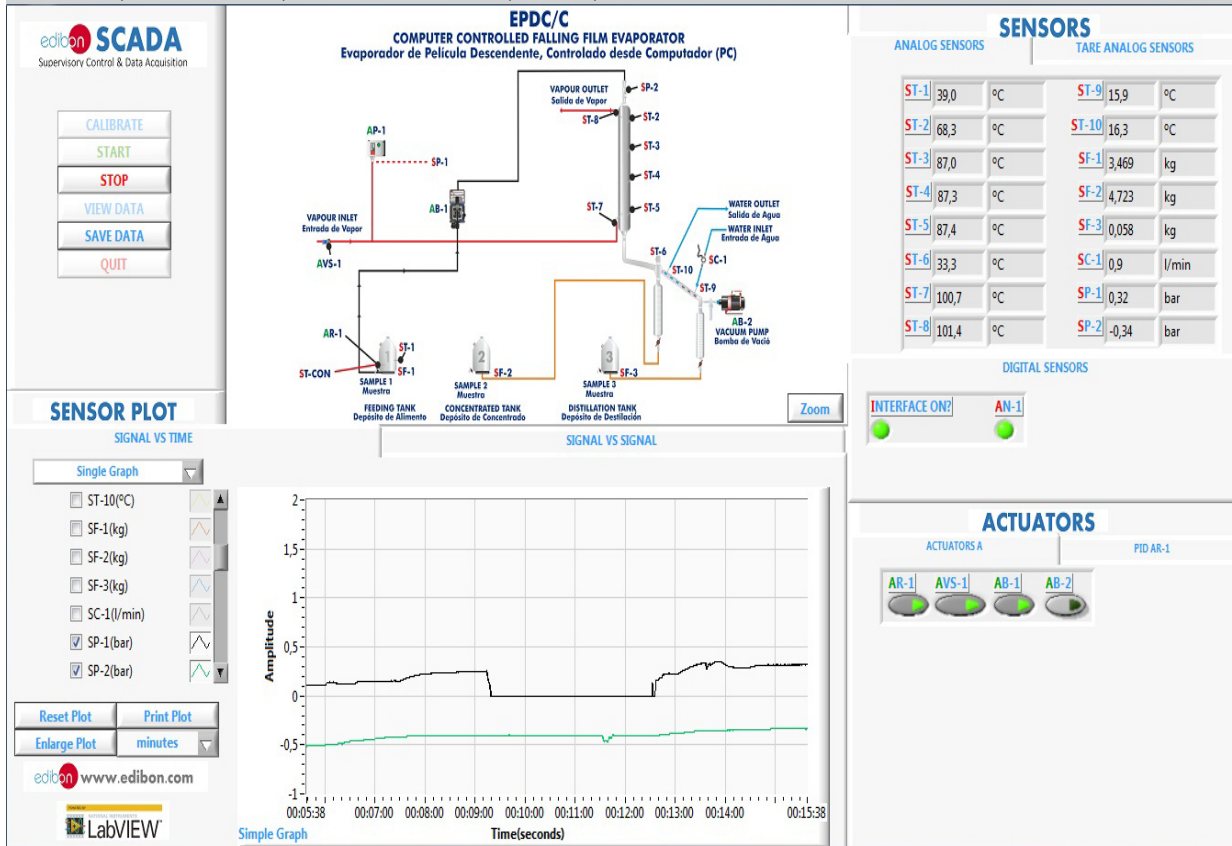 edibon SCADA
Supervisory Control & Data Acquisition
CALIBRATE
START
STOP
VIEW DATA
SAVE DATA
QUIT
EPDC/C
COMPUTER CONTROLLED FALLING FILM EVAPORATOR
Evaporador de Película Descendente, Controlado desde Computador (PC)
VAPOUR OUTLET
Salida de Vapor
SP-2
ST-8
ST-2
AP-1
ST-3
SP-1
ST-4
AB-1
ST-7
ST-5
WATER OUTLET
Salida de Agua
VAPOUR INLET
Entrada de Vapor
WATER INLET
Entrada de Agua
ST-6
SC-1
AVS-1
ST-10
ST-9
AB-2
VACUUM PUMP
Bomba de Vació
AR-1
ST-1
1
2
3
ST-CON
SF-1
SF-2
SF-3
SAMPLE 1
Muestra
SAMPLE 2
Muestra
SAMPLE 3
Muestra
FEEDING TANK
Depósito de Alimento
CONCENTRATED TANK
Depósito de Concentrado
DISTILLATION TANK
Depósito de Destilación
Zoom
SENSORS
ANALOG SENSORS
TARE ANALOG SENSORS
ST-1 39,0 ºC
ST-9 15,9 ºC
ST-2 68,3 ºC
ST-10 16,3 ºC
ST-3 87,0 ºC
SF-1 3,469 kg
ST-4 87,3 ºC
SF-2 4,723 kg
ST-5 87,4 ºC
SF-3 0,058 kg
ST-6 33,3 ºC
SC-1 0,9 l/min
ST-7 100,7 ºC
SP-1 0,32 bar
ST-8 101,4 ºC
SP-2 -0,34 bar
DIGITAL SENSORS
INTERFACE ON?
AN-1
SENSOR PLOT
SIGNAL VS TIME
SIGNAL VS SIGNAL
Single Graph
ST-10(ºC)
SF-1(kg)
SF-2(kg)
SF-3(kg)
SC-1(l/min)
SP-1(bar)
SP-2(bar)
Reset Plot
Print Plot
Enlarge Plot
minutes
edibon www.edibon.com
LabVIEW
Amplitude
2
1,5
1
0,5
0
-0,5
-1
00:05:38 00:07:00 00:08:00 00:09:00 00:10:00 00:11:00 00:12:00 00:13:00 00:14:00 00:15:38
Simple Graph
Time(seconds)
ACTUATORS
ACTUATORS A
PID AR-1
AR-1 AVS-1 AB-1 AB-2